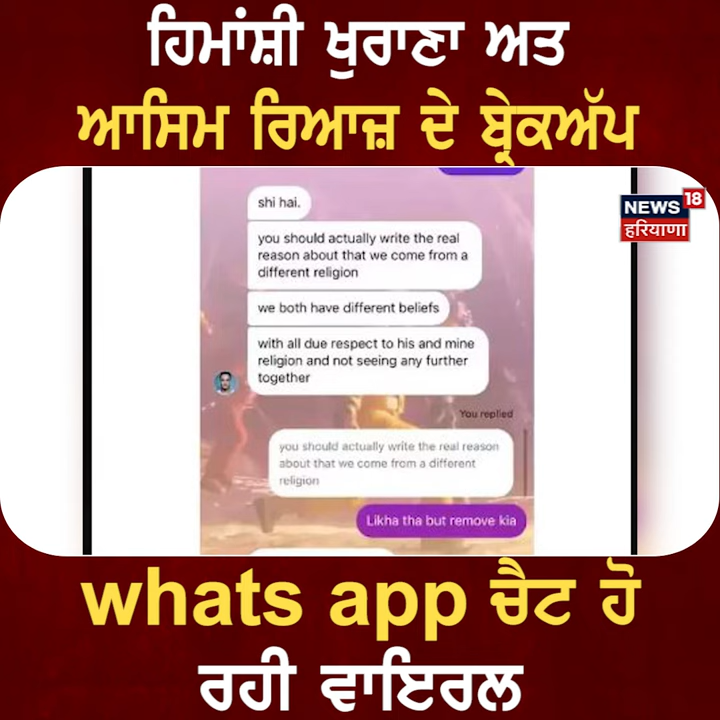 ਹਿਮਾਂਸ਼ੀ ਖੁਰਾਣਾ ਅਤ
ਆਸਿਮ ਰਿਆਜ਼ ਦੇ ਬ੍ਰੇਕਅੱਪ
NEWS 18
हरियाणा
shi hai.
you should actually write the real
reason about that we come from a
different religion
we both have different beliefs
with all due respect to his and mine
religion and not seeing any further
together
You replied
you should actually write the real reason
about that we come from a different
religion
Likha tha but remove kia
whats app ਚੈਟ ਹੋ
ਰਹੀ ਵਾਇਰਲ